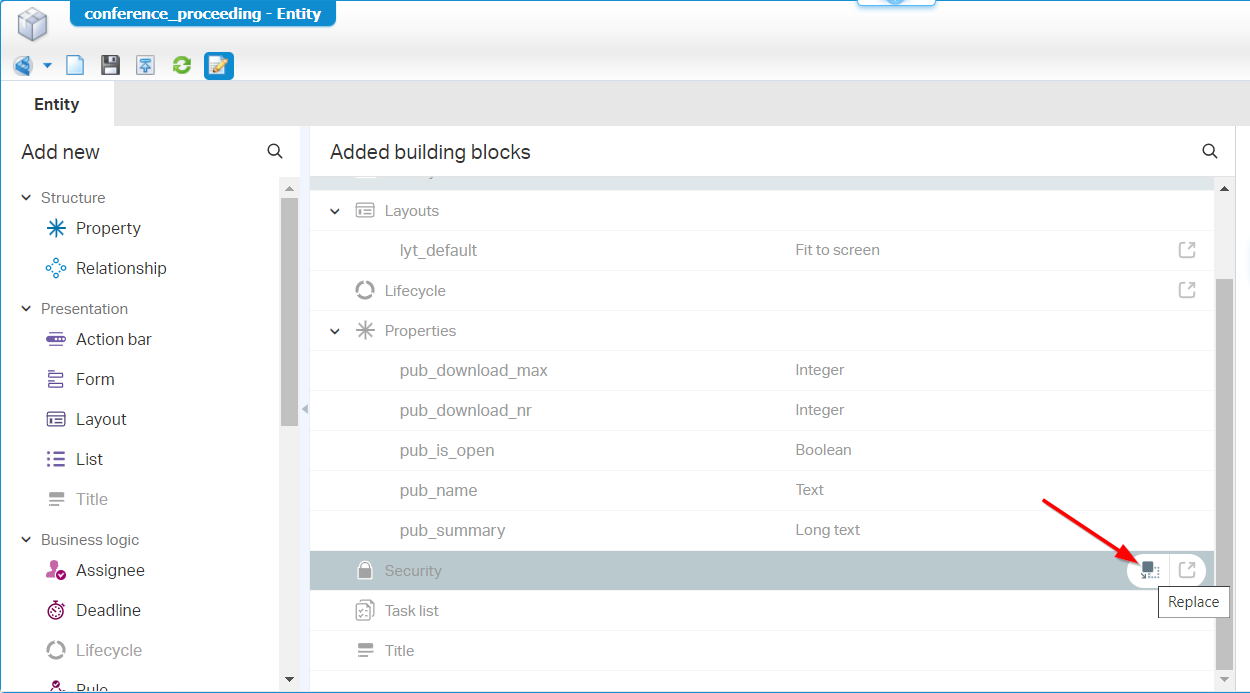 conference_proceeding - Entity
Entity
Add new
Structure
Property
Relationship
Presentation
Action bar
Form
Layout
List
Title
Business logic
Assignee
Deadline
Lifecycle
Rule
Added building blocks
Layouts
lyt_default Fit to screen
Lifecycle
Properties
pub_download_max Integer
pub_download_nr Integer
pub_is_open Boolean
pub_name Text
pub_summary Long text
Security
Replace
Task list
Title